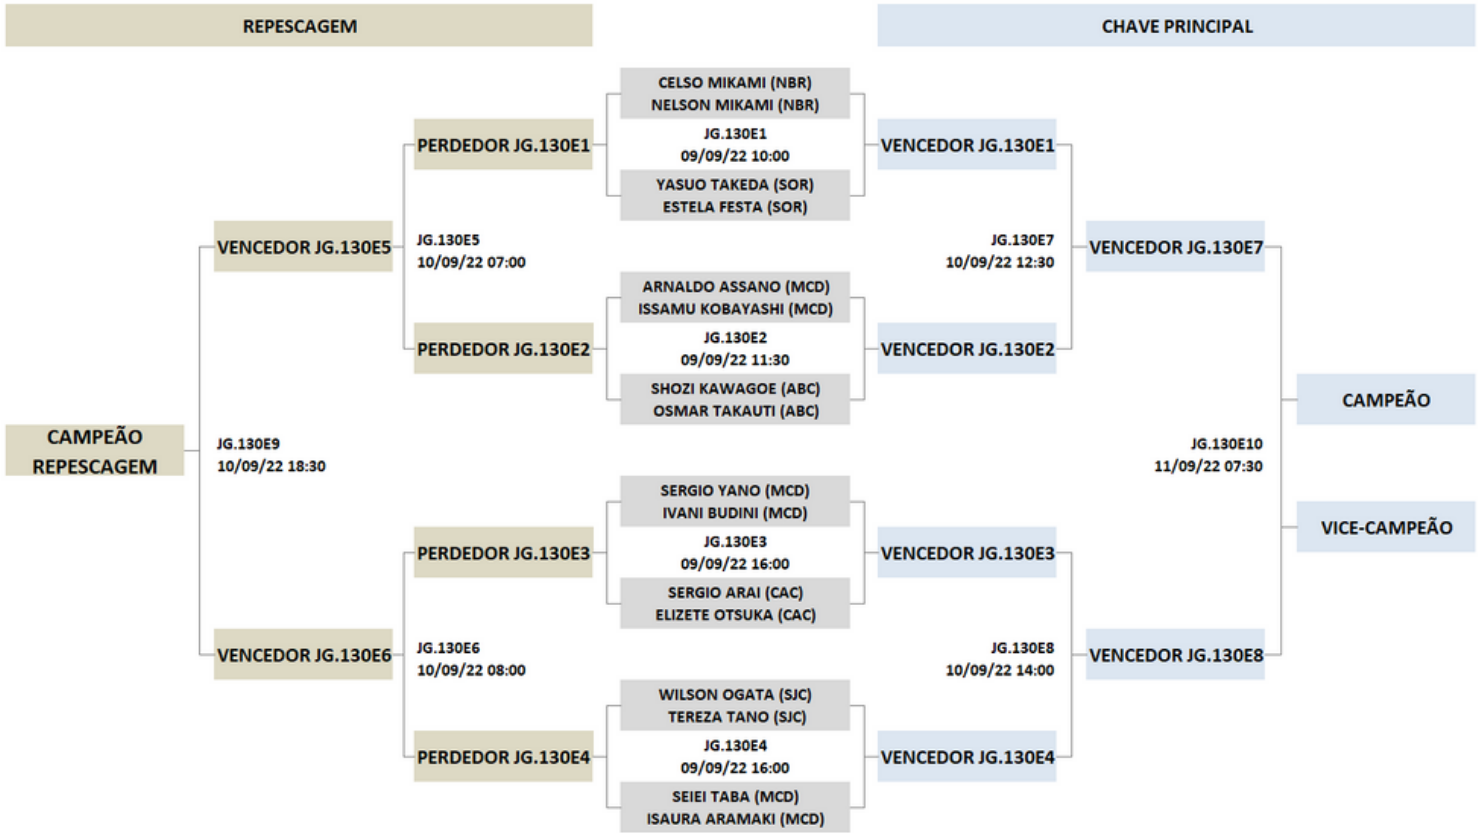 REPESCAGEM
CHAVE PRINCIPAL
CELSO MIKAMI (NBR)
NELSON MIKAMI (NBR)
PERDEDOR JG.130E1
JG.130E1
09/09/22 10:00
VENCEDOR JG.130E1
YASUO TAKEDA (SOR)
ESTELA FESTA (SOR)
VENCEDOR JG.130E5
JG.130E5
10/09/22 07:00
JG.130E7
10/09/22 12:30
VENCEDOR JG.130E7
ARNALDO ASSANO (MCD)
ISSAMU KOBAYASHI (MCD)
PERDEDOR JG.130E2
JG.130E2
09/09/22 11:30
VENCEDOR JG.130E2
SHOZI KAWAGOE (ABC)
OSMAR TAKAUTI (ABC)
CAMPEÃO
CAMPEÃO
REPESCAGEM
JG.130E9
10/09/22 18:30
JG.130E10
11/09/22 07:30
SERGIO YANO (MCD)
IVANI BUDINI (MCD)
VICE-CAMPEÃO
PERDEDOR JG.130E3
JG.130E3
09/09/22 16:00
VENCEDOR JG.130E3
SERGIO ARAI (CAC)
ELIZETE OTSUKA (CAC)
VENCEDOR JG.130E6
JG.130E6
10/09/22 08:00
JG.130E8
10/09/22 14:00
VENCEDOR JG.130E8
WILSON OGATA (SJC)
TEREZA TANO (SJC)
PERDEDOR JG.130E4
JG.130E4
09/09/22 16:00
VENCEDOR JG.130E4
SEIEI TABA (MCD)
ISAURA ARAMAKI (MCD)